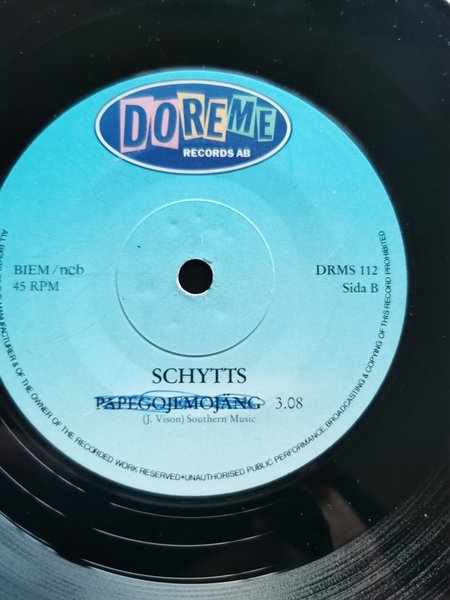 DOREME
RECORDS AB
BIEM / ncb
45 RPM
DRMS 112
Sida B
SCHYTTS
PAPEGOJEMOJÄNG 3.08
(J. Vison) Southern Music
MANUFACTURER & OF THE OWNER OF THE RECORDED WORK RESERVED • UNAUTHORISED PUBLIC PERFORMANCE, BROADCASTING & COPYING OF THIS RECORD PROHIBITED